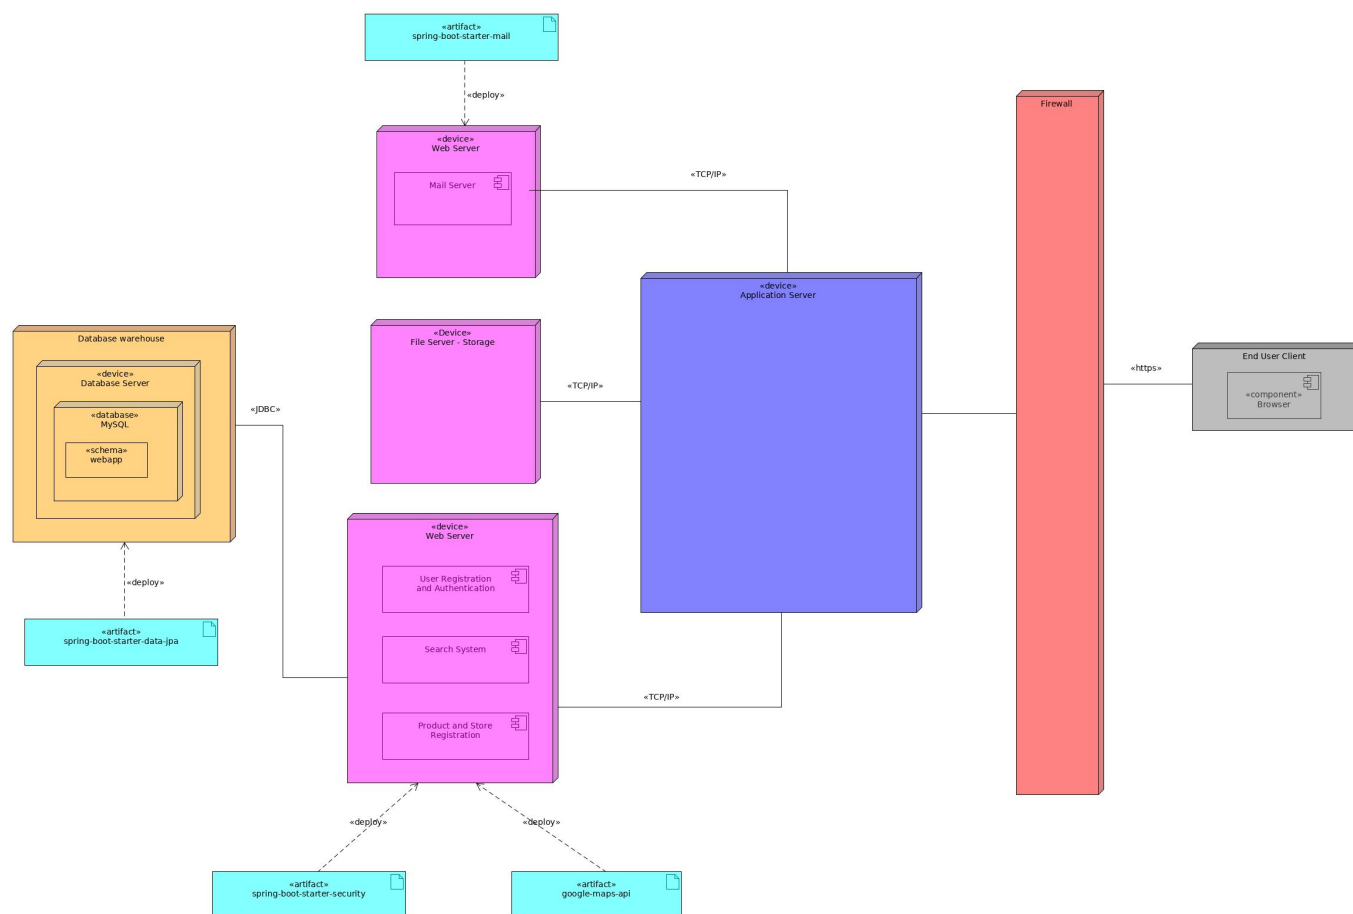 «artifact»
spring-boot-starter-mail
«deploy»
«device»
Web Server
Mail Server
«TCP/IP»
Firewall
«device»
Application Server
«Device»
File Server - Storage
«TCP/IP»
Database warehouse
«device»
Database Server
«database»
MySQL
«schema»
webapp
«JDBC»
«https»
End User Client
«component»
Browser
«deploy»
«artifact»
spring-boot-starter-data-jpa
«device»
Web Server
User Registration
and Authentication
Search System
Product and Store
Registration
«TCP/IP»
«deploy»
«deploy»
«artifact»
spring-boot-starter-security
«artifact»
google-maps-api